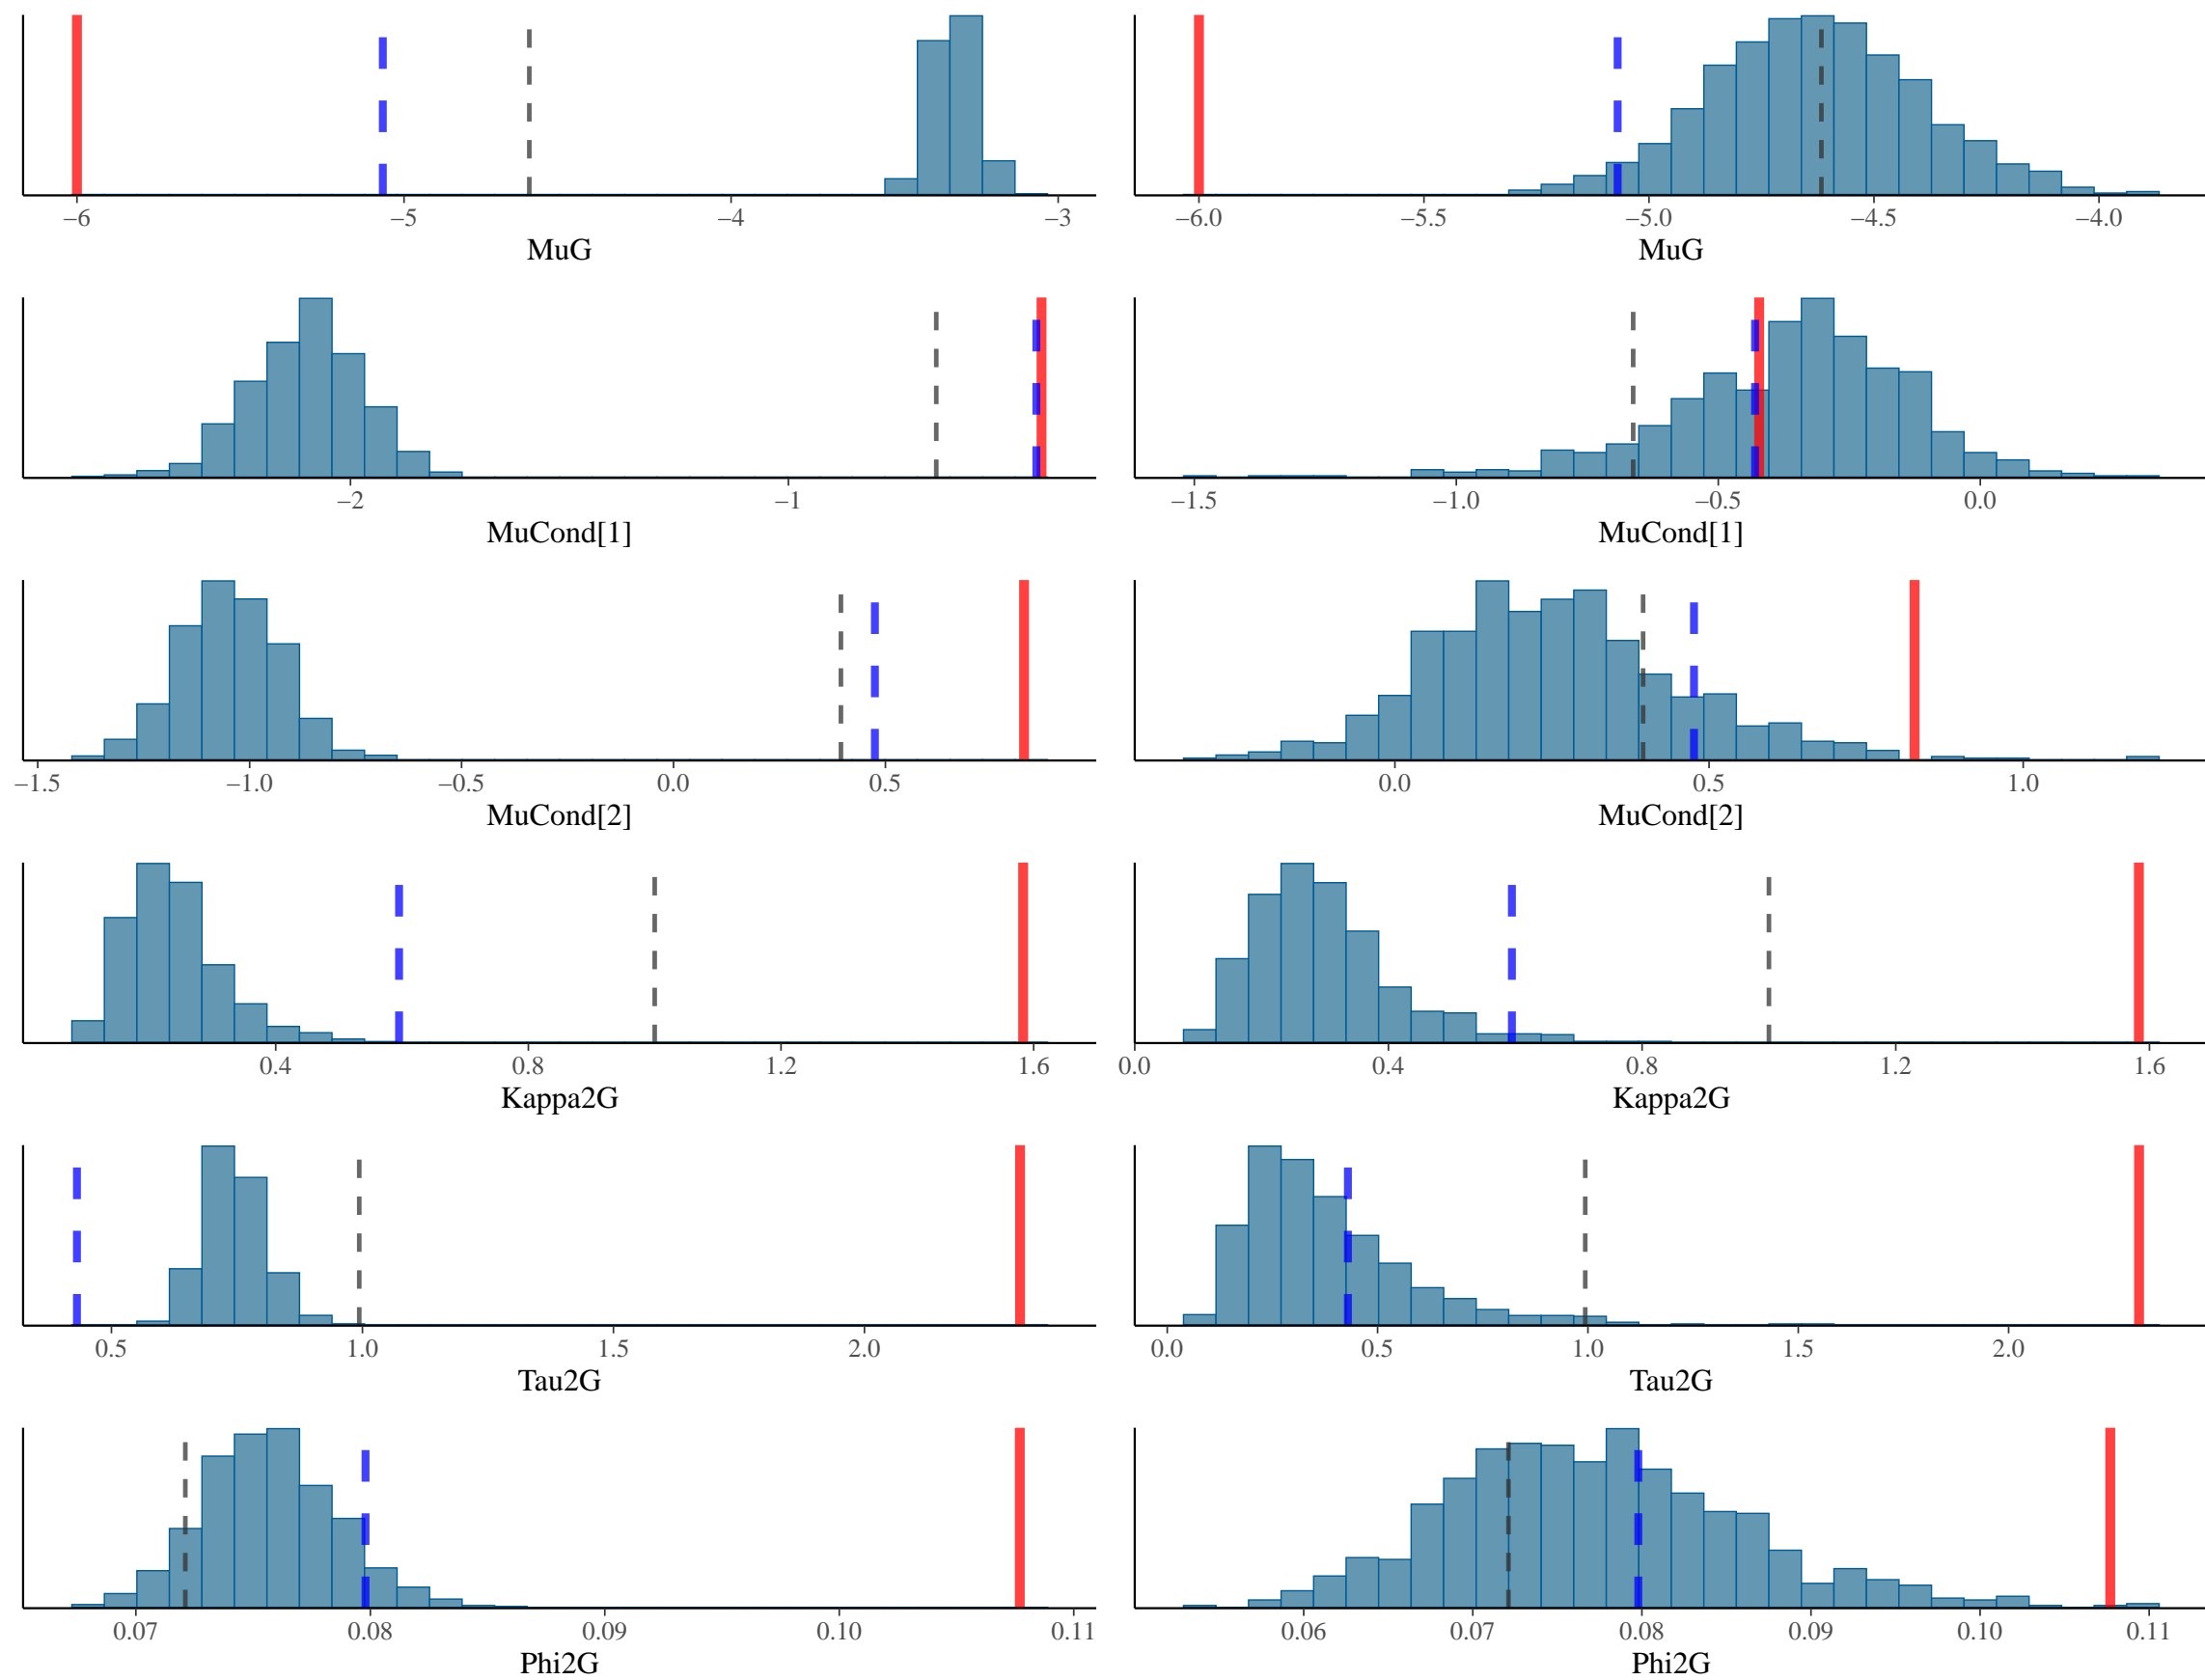 −6 −5 −4 −3
MuG
−6.0 −5.5 −5.0 −4.5 −4.0
MuG
−2 −1
MuCond[1]
−1.5 −1.0 −0.5 0.0
MuCond[1]
−1.5 −1.0 −0.5 0.0 0.5
MuCond[2]
0.0 0.5 1.0
MuCond[2]
0.4 0.8 1.2 1.6
Kappa2G
0.0 0.4 0.8 1.2 1.6
Kappa2G
0.5 1.0 1.5 2.0
Tau2G
0.0 0.5 1.0 1.5 2.0
Tau2G
0.07 0.08 0.09 0.10 0.11
Phi2G
0.06 0.07 0.08 0.09 0.10 0.11
Phi2G